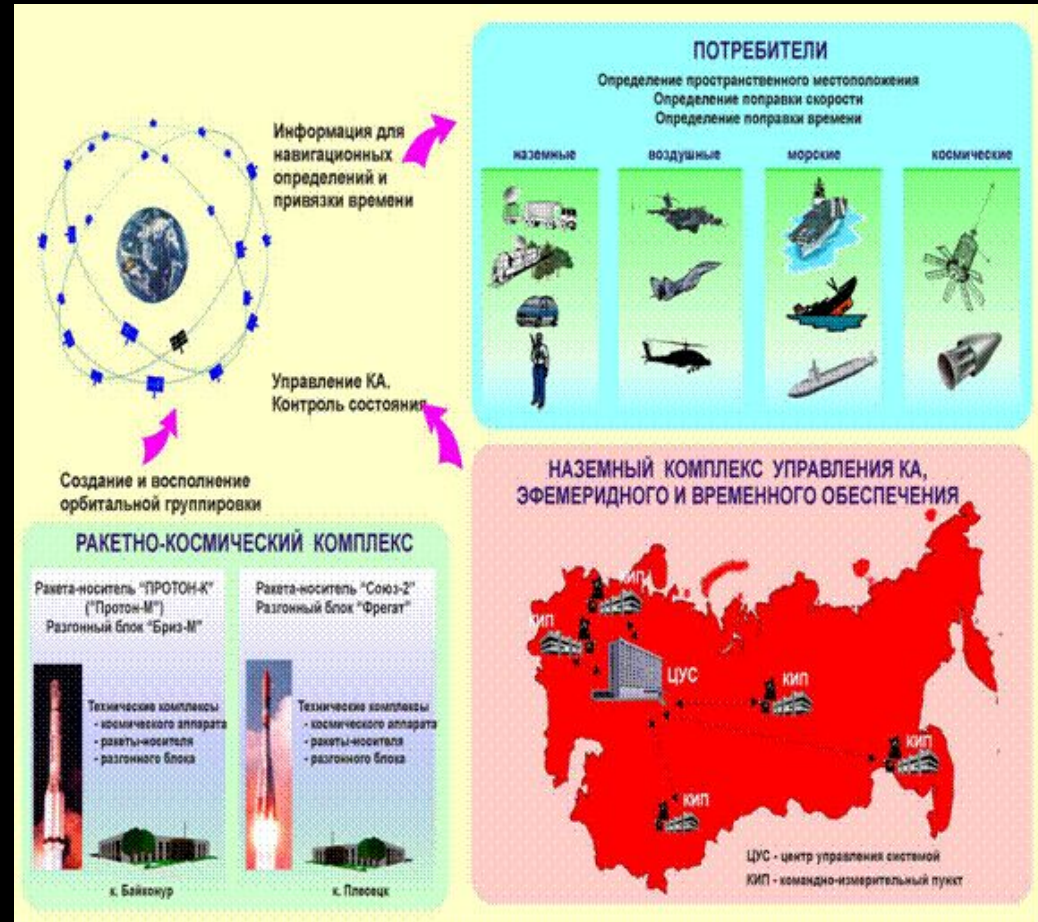 ПОТРЕБИТЕЛИ
Определение пространственного местоположения
Определение поправки скорости
Определение поправки времени
наземные
воздушные
морские
космические
Информация для
навигационных
определений и
привязки времени
Управление КА.
Контроль состояния
Создание и восполнение
орбитальной группировки
РАКЕТНО-КОСМИЧЕСКИЙ КОМПЛЕКС
Ракета-носитель "ПРОТОН-К"
("Протон-М")
Разгонный блок "Бриз-М"
Технические комплексы
- космического аппарата
- ракеты-носителя
- разгонного блока
к. Байконур
Ракета-носитель "Союз-2"
Разгонный блок "Фрегат"
Технические комплексы
- космического аппарата
- ракеты-носителя
- разгонного блока
к. Плесецк
НАЗЕМНЫЙ КОМПЛЕКС УПРАВЛЕНИЯ КА,
ЭФЕМЕРИДНОГО И ВРЕМЕННОГО ОБЕСПЕЧЕНИЯ
КИП
КИП
ЦУС
КИП
КИП
КИП
ЦУС - центр управления системой
КИП - командно-измерительный пункт